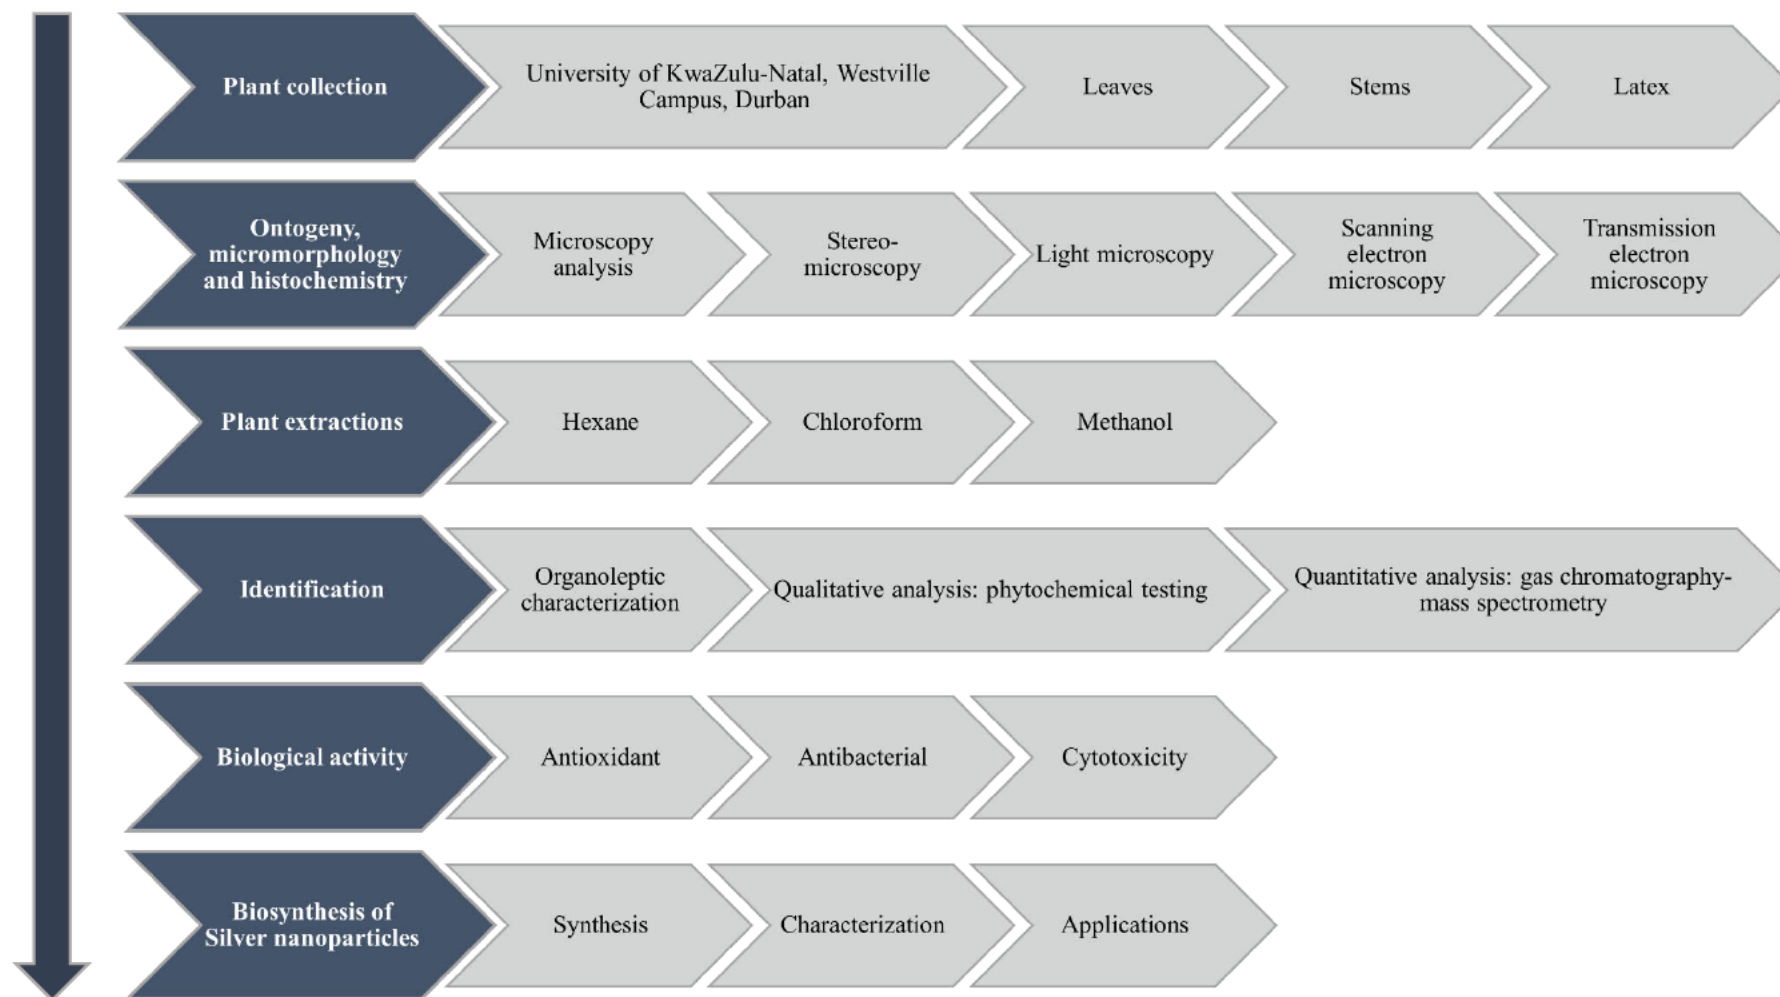 Plant collection
University of KwaZulu-Natal, Westville
Campus, Durban
Leaves
Stems
Latex
Ontogeny,
micromorphology
and histochemistry
Microscopy
analysis
Stereo-
microscopy
Light microscopy
Scanning
electron
microscopy
Transmission
electron
microscopy
Plant extractions
Hexane
Chloroform
Methanol
Identification
Organoleptic
characterization
Qualitative analysis: phytochemical testing
Quantitative analysis: gas chromatography-
mass spectrometry
Biological activity
Antioxidant
Antibacterial
Cytotoxicity
Biosynthesis of
Silver nanoparticles
Synthesis
Characterization
Applications